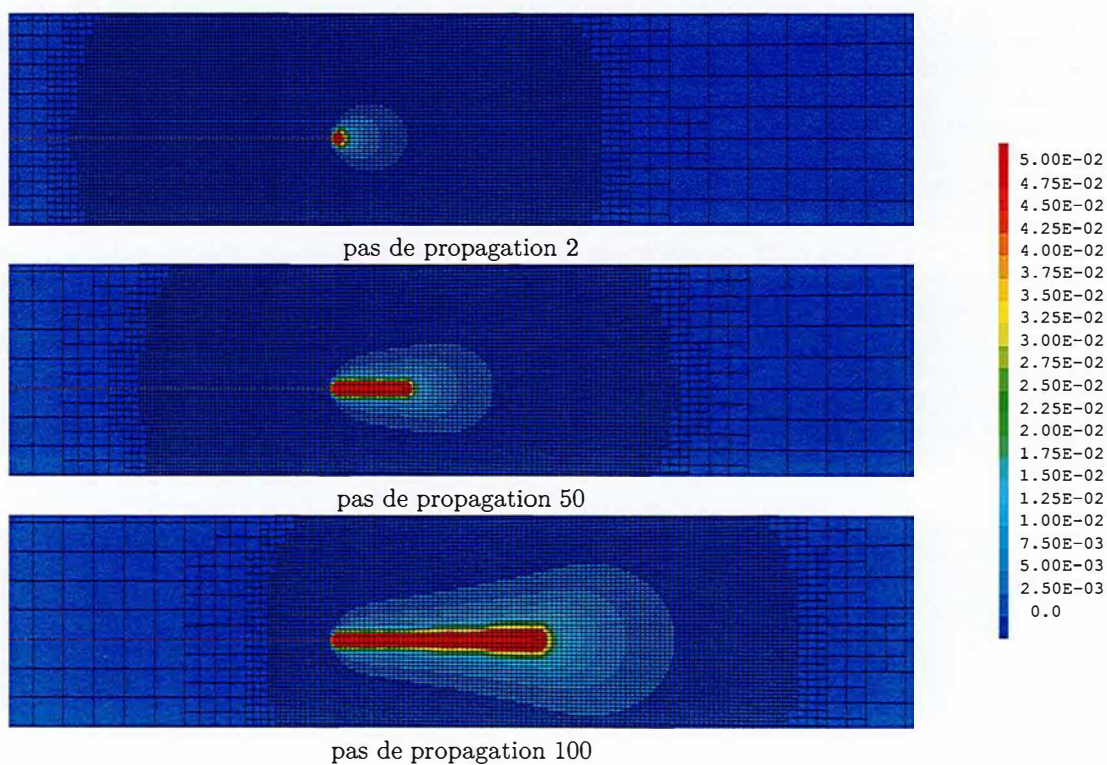 pas de propagation 2
pas de propagation 50
pas de propagation 100
5.00E-02
4.75E-02
4.50E-02
4.25E-02
4.00E-02
3.75E-02
3.50E-02
3.25E-02
3.00E-02
2.75E-02
2.50E-02
2.25E-02
2.00E-02
1.75E-02
1.50E-02
1.25E-02
1.00E-02
7.50E-03
5.00E-03
2.50E-03
0.0